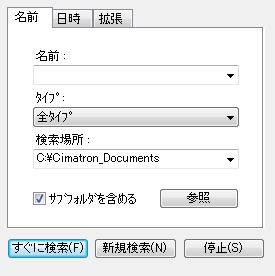 名前 日時 拡張
名前 :
ﾀｲﾌﾟ :
全ﾀｲﾌﾟ
検索場所 :
C:¥Cimatron_Documents
ｻﾌﾞﾌｫﾙﾀﾞを含める 参照
すぐに検索(F) 新規検索(N) 停止(S)